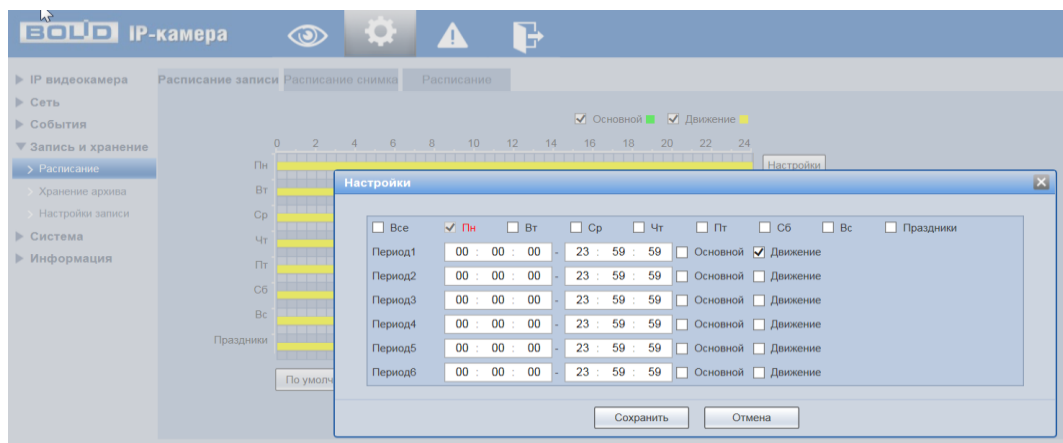 BOLID IP-камера
IP видеокамера
Сеть
События
Запись и хранение
Расписание
Хранение архива
Настройки записи
Система
Информация
Расписание записи Расписание снимка Расписание
Основной Движение
0 2 4 6 8 10 12 14 16 18 20 22 24
Пн Настройки
Вт
Ср
Чт
Пт
Сб
Вс
Праздники
По умолч
Настройки
Все Пн Вт Ср Чт Пт Сб Вс Праздники
Период1 00 : 00 : 00 - 23 : 59 : 59 Основной Движение
Период2 00 : 00 : 00 - 23 : 59 : 59 Основной Движение
Период3 00 : 00 : 00 - 23 : 59 : 59 Основной Движение
Период4 00 : 00 : 00 - 23 : 59 : 59 Основной Движение
Период5 00 : 00 : 00 - 23 : 59 : 59 Основной Движение
Период6 00 : 00 : 00 - 23 : 59 : 59 Основной Движение
Сохранить Отмена